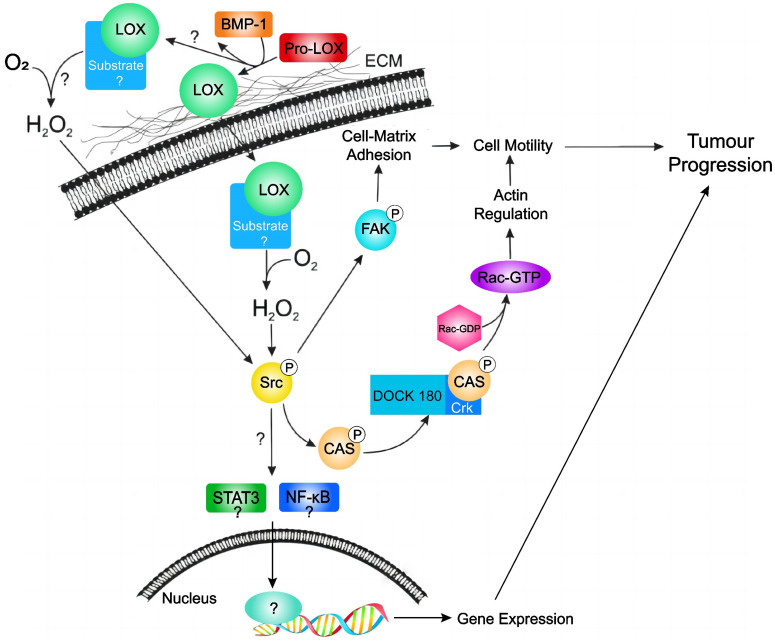 BMP-1
LOX
?
Pro-LOX
Substrate
?
O₂
?
ECM
LOX
H₂O₂
Cell-Matrix
Adhesion
Cell Motility
Tumour
Progression
LOX
Substrate
?
Actin
Regulation
P
FAK
O₂
Rac-GTP
H₂O₂
Rac-GDP
P
Src
P
CAS
DOCK 180
Crk
?
P
CAS
STAT3
?
NF-κB
?
Nucleus
?
Gene Expression